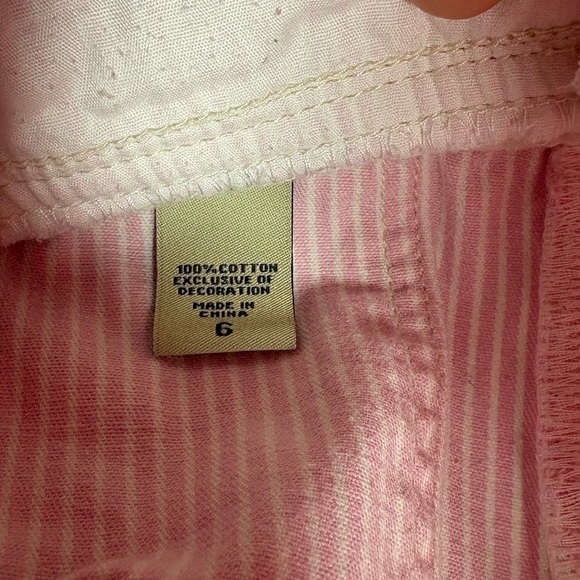 100% COTTON
EXCLUSIVE OF
DECORATION
MADE IN
CHINA
6